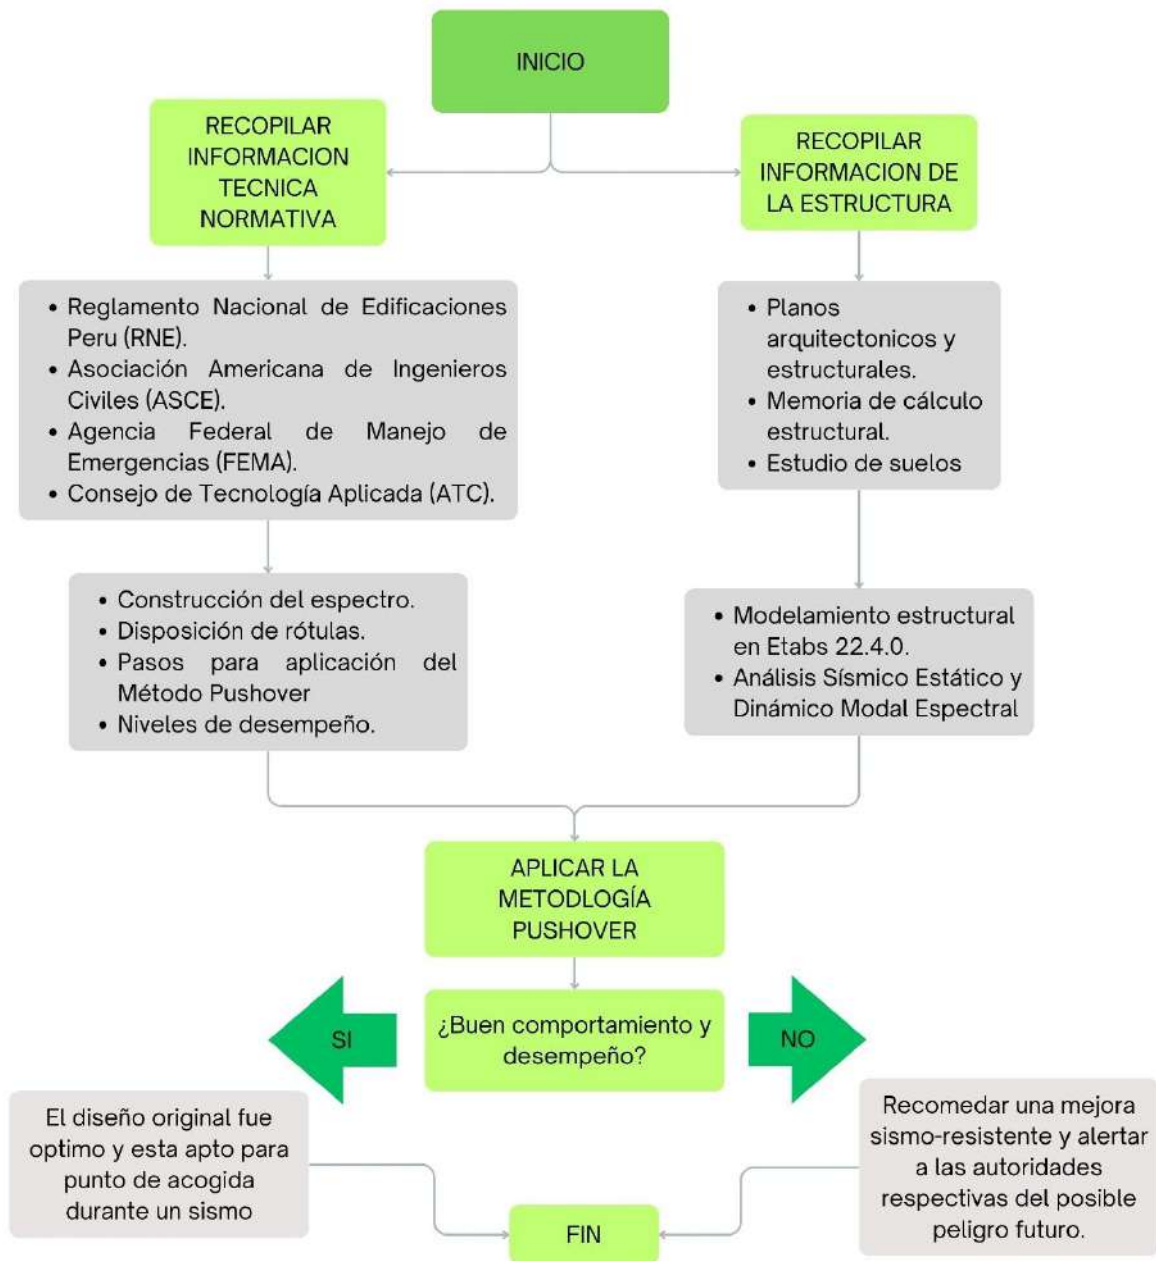 INICIO
RECOPILAR
INFORMACION
TECNICA
NORMATIVA
RECOPILAR
INFORMACION DE
LA ESTRUCTURA
• Reglamento Nacional de Edificaciones
Peru (RNE).
• Asociación Americana de Ingenieros
Civiles (ASCE).
• Agencia Federal de Manejo de
Emergencias (FEMA).
• Consejo de Tecnología Aplicada (ATC).
• Planos
arquitectonicos y
estructurales.
• Memoria de cálculo
estructural.
• Estudio de suelos
• Construcción del espectro.
• Disposición de rótulas.
• Pasos para aplicación del
Método Pushover
• Niveles de desempeño.
• Modelamiento estructural
en Etabs 22.4.0.
• Análisis Sísmico Estático y
Dinámico Modal Espectral
APLICAR LA
METODLOGÍA
PUSHOVER
SI
¿Buen comportamiento y
desempeño?
NO
El diseño original fue
optimo y esta apto para
punto de acogida
durante un sismo
Recomedar una mejora
sismo-resistente y alertar
a las autoridades
respectivas del posible
peligro futuro.
FIN